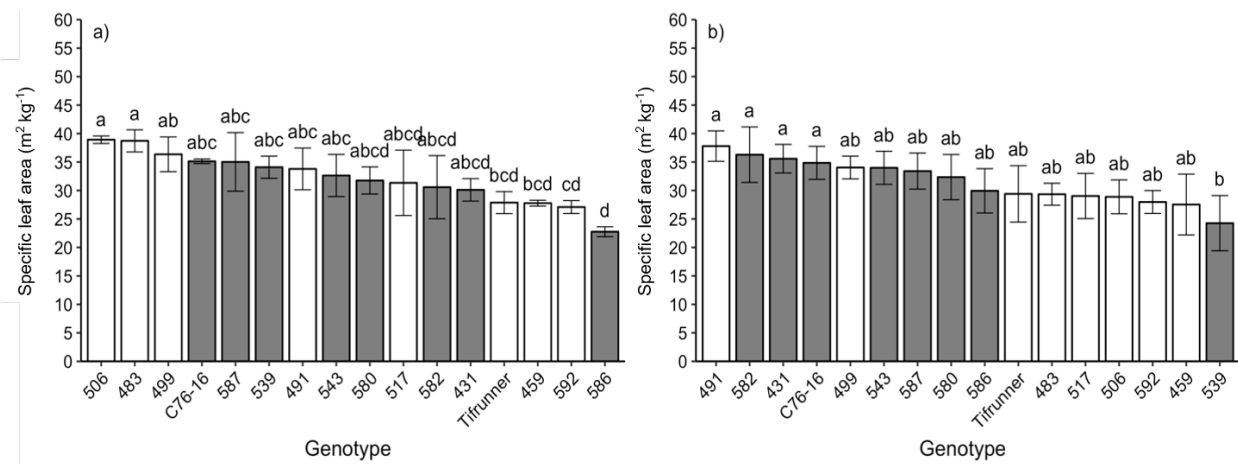 a)
Specific leaf area (m² kg⁻¹)
60
55
50
45
40
35
30
25
20
15
10
5
0
a a ab abc abc abc abc abc abcd abcd abcd abcd bcd bcd cd d
506 483 499 C76-16 587 539 491 543 580 517 582 431 Tifrunner 459 592 586
Genotype
b)
Specific leaf area (m² kg⁻¹)
60
55
50
45
40
35
30
25
20
15
10
5
0
a a a a ab ab ab ab ab ab ab ab ab ab ab b
491 582 431 C76-16 499 543 587 580 586 Tifrunner 483 517 506 592 459 539
Genotype